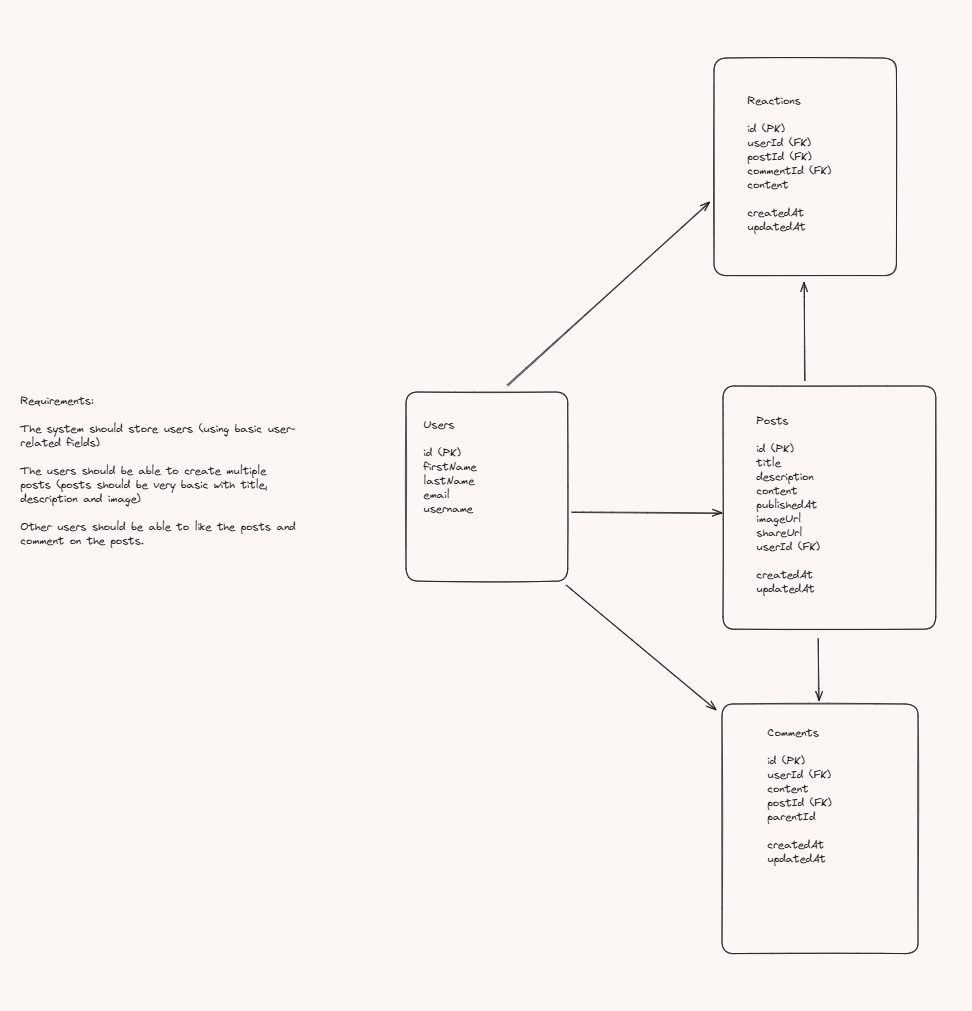 Requirements:
The system should store users (using basic user-
related fields)
The users should be able to create multiple
posts (posts should be very basic with title,
description and image)
Other users should be able to like the posts and
comment on the posts.
Users
id (PK)
firstName
lastName
email
username
Reactions
id (PK)
userId (FK)
postId (FK)
commentId (FK)
content
createdAt
updatedAt
Posts
id (PK)
title
description
content
publishedAt
imageUrl
shareUrl
userId (FK)
createdAt
updatedAt
Comments
id (PK)
userId (FK)
content
postId (FK)
parentId
createdAt
updatedAt